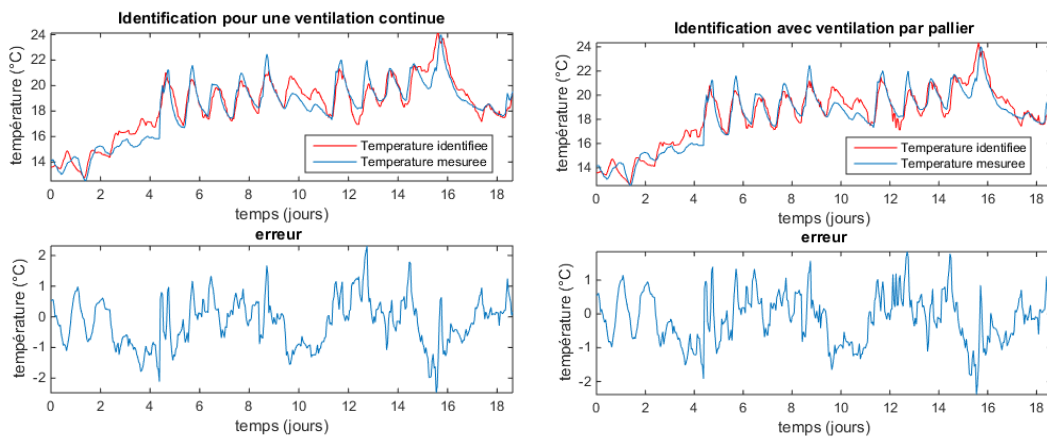 Identification pour une ventilation continue
24
22
20
18
16
14
température (°C)
Temperature identifiee
Temperature mesuree
0 2 4 6 8 10 12 14 16 18
temps (jours)
erreur
2
1
0
-1
-2
température (°C)
0 2 4 6 8 10 12 14 16 18
temps (jours)
Identification avec ventilation par pallier
24
22
20
18
16
14
température (°C)
Temperature identifiee
Temperature mesuree
0 2 4 6 8 10 12 14 16 18
temps (jours)
erreur
1
0
-1
-2
température (°C)
0 2 4 6 8 10 12 14 16 18
temps (jours)